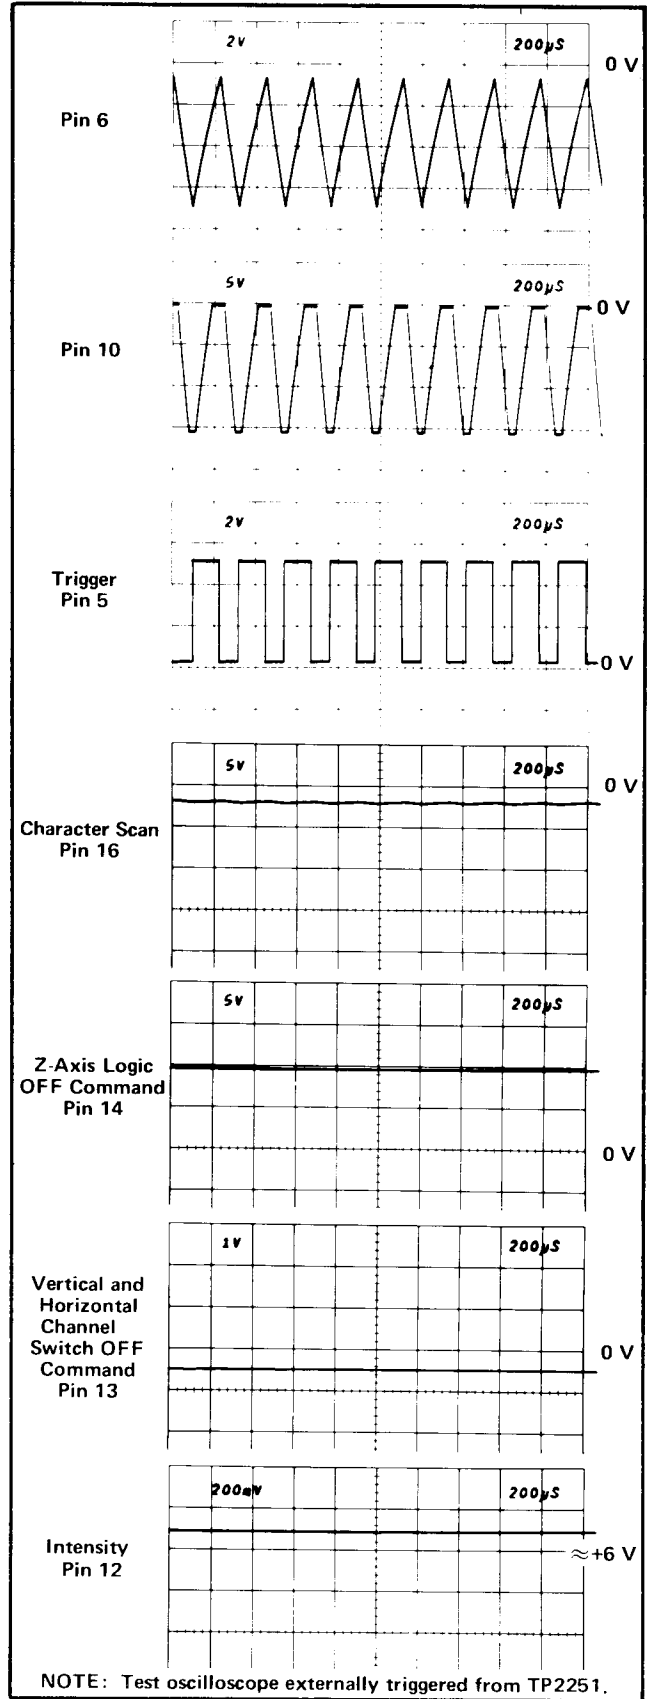 2V 200µS 0 V
Pin 6
5V 200µS 0 V
Pin 10
2V 200µS
Trigger
Pin 5
0 V
5V 200µS 0 V
Character Scan
Pin 16
5V 200µS
Z-Axis Logic
OFF Command
Pin 14
0 V
1V 200µS
Vertical and
Horizontal
Channel
Switch OFF
Command
Pin 13
0 V
200mV 200µS
Intensity
Pin 12
≈+6 V
NOTE: Test oscilloscope externally triggered from TP2251.